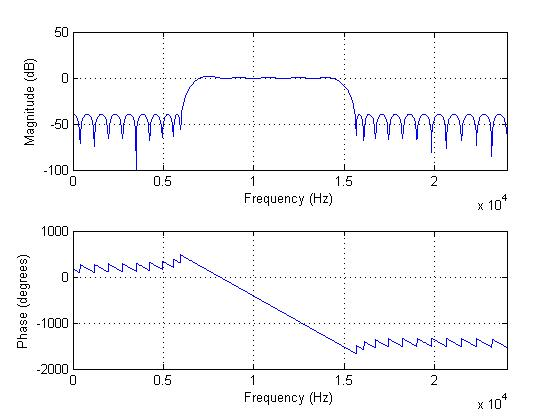 50
0
-50
-100
Magnitude (dB)
0 0.5 1 1.5 2
Frequency (Hz)
x 10^4
1000
0
-1000
-2000
Phase (degrees)
0 0.5 1 1.5 2
Frequency (Hz)
x 10^4